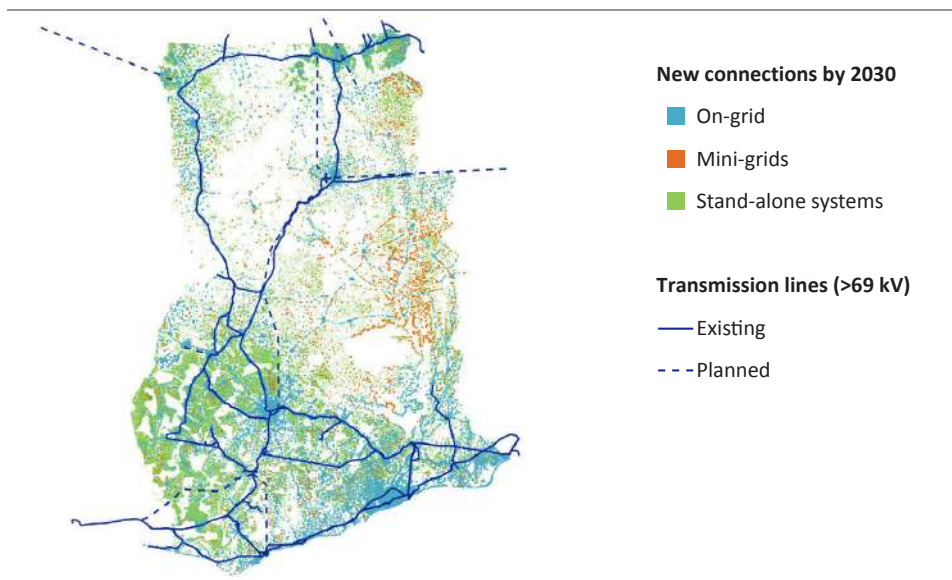 New connections by 2030
On-grid
Mini-grids
Stand-alone systems
Transmission lines (>69 kV)
Existing
Planned